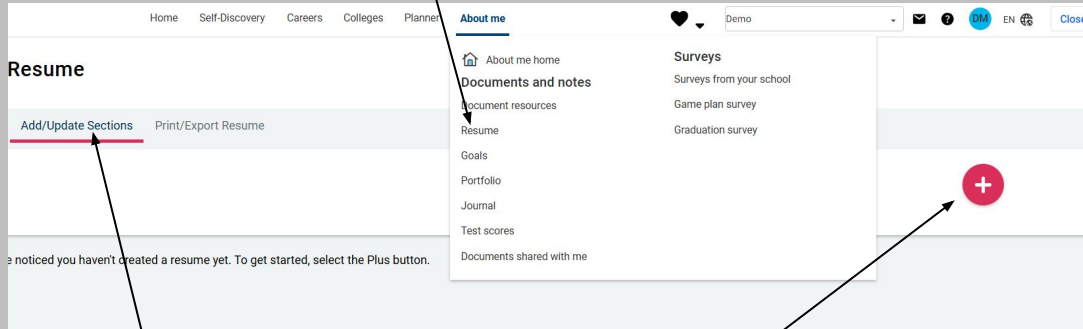 Home Self-Discovery Careers Colleges Planner About me Demo DM EN Close
Resume
Add/Update Sections Print/Export Resume
About me home
Documents and notes
Document resources
Resume
Goals
Portfolio
Journal
Test scores
Documents shared with me
Surveys
Surveys from your school
Game plan survey
Graduation survey
e noticed you haven't created a resume yet. To get started, select the Plus button.